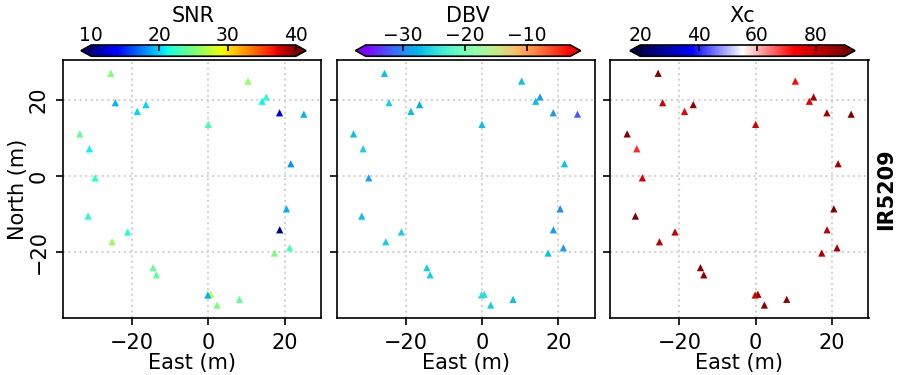 SNR DBV Xc
10 20 30 40 −30 −20 −10 20 40 60 80
North (m)
20
0
−20
−20 0 20 −20 0 20 −20 0 20
East (m) East (m) East (m)
IR5209